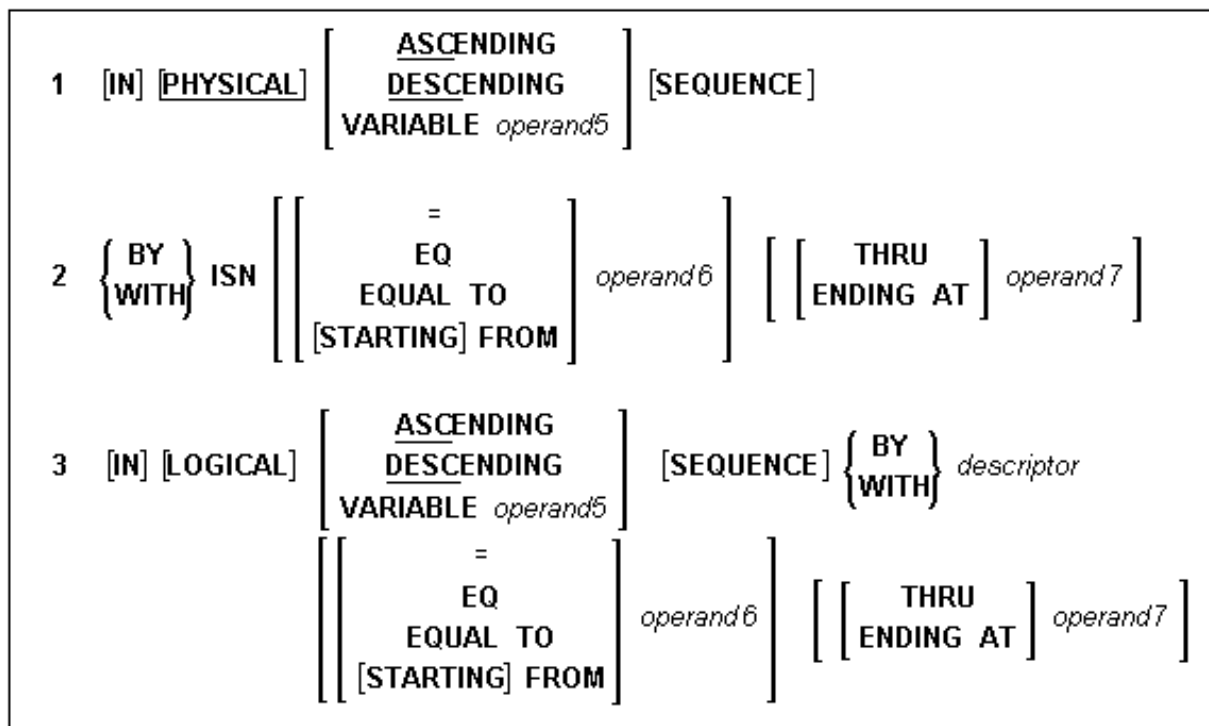 ASCENDING
1 [IN] [PHYSICAL] DESCENDING [SEQUENCE]
VARIABLE operand5
=
BY EQ THRU
2 ISN operand6 operand7
WITH EQUAL TO ENDING AT
[STARTING] FROM
ASCENDING
3 [IN] [LOGICAL] DESCENDING [SEQUENCE] BY descriptor
VARIABLE operand5 WITH
=
EQ THRU
operand6 operand7
EQUAL TO ENDING AT
[STARTING] FROM